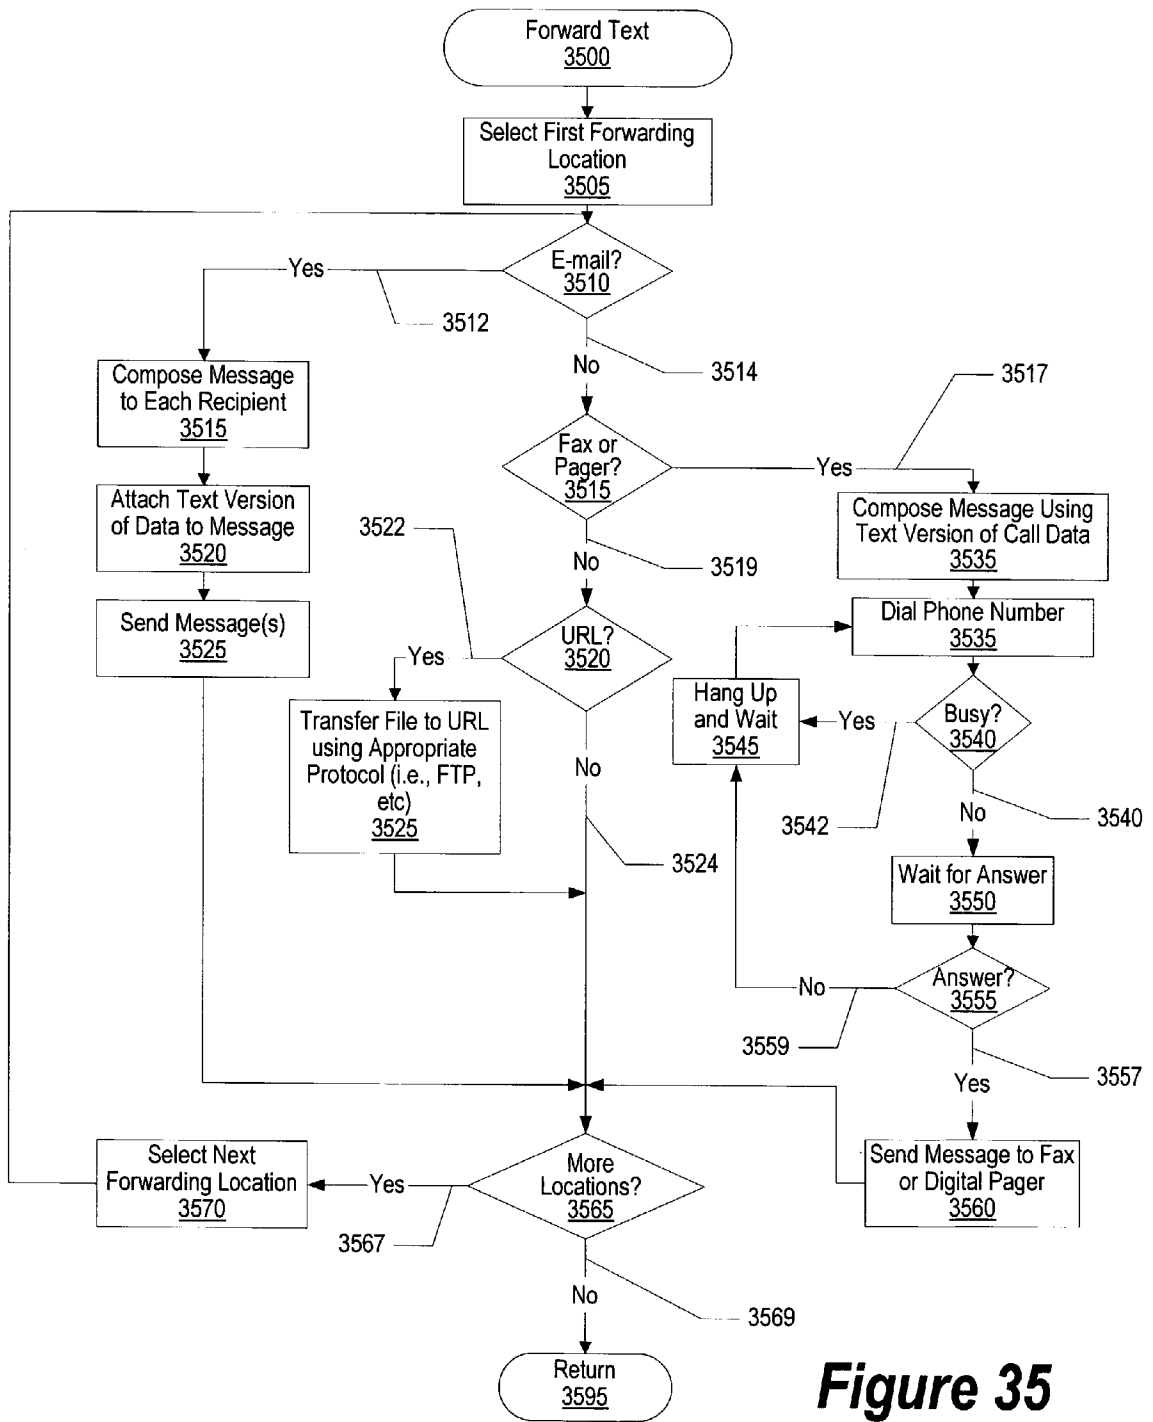 Forward Text
3500
Select First Forwarding
Location
3505
E-mail?
3510
Yes
3512
No
3514
Compose Message
to Each Recipient
3515
Attach Text Version
of Data to Message
3520
Send Message(s)
3525
Fax or
Pager?
3515
Yes
3517
No
3519
Compose Message Using
Text Version of Call Data
3535
Dial Phone Number
3535
URL?
3520
3522
Yes
Transfer File to URL
using Appropriate
Protocol (i.e., FTP,
etc)
3525
No
3524
Hang Up
and Wait
3545
Busy?
3540
Yes
3542
No
3540
Wait for Answer
3550
Answer?
3555
No
3559
Yes
3557
Send Message to Fax
or Digital Pager
3560
More
Locations?
3565
Yes
3567
Select Next
Forwarding Location
3570
No
3569
Return
3595
Figure 35